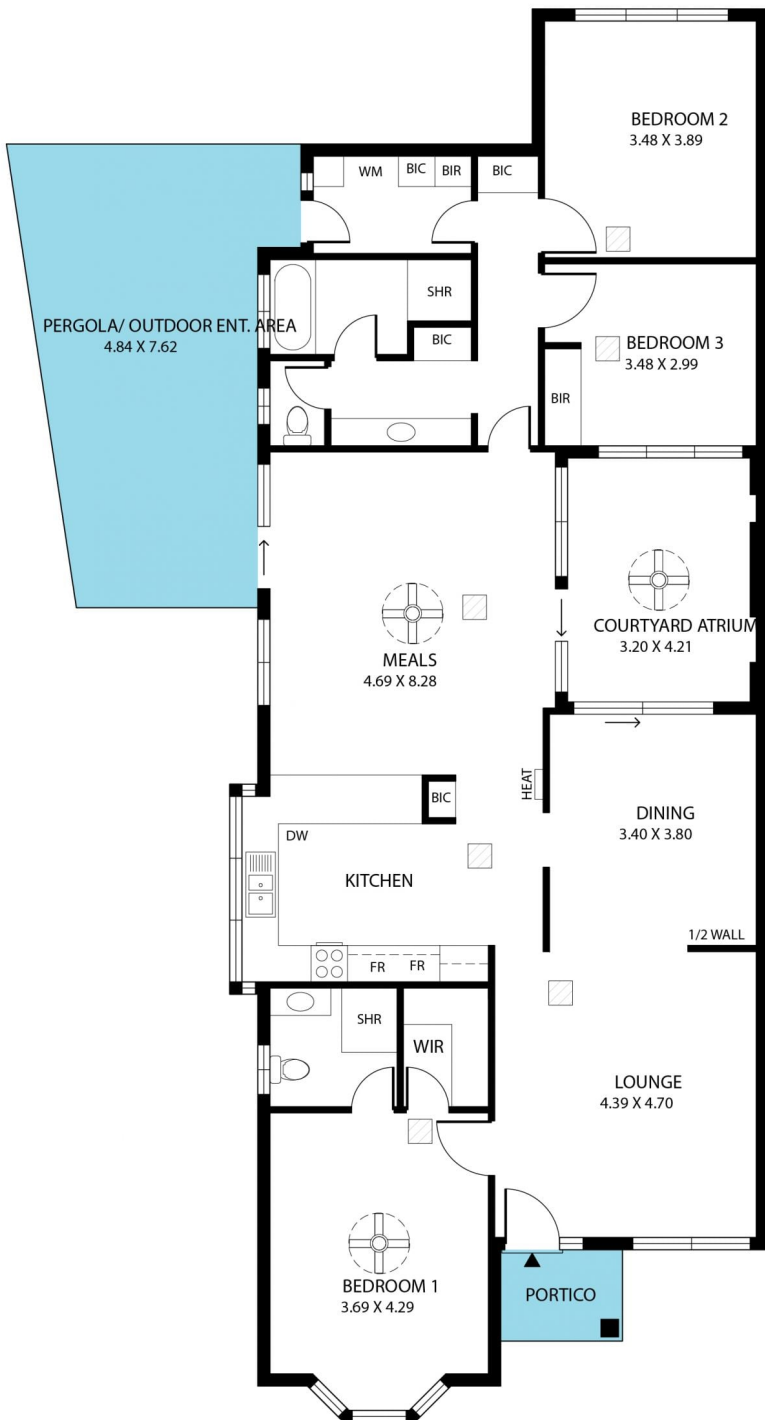 BEDROOM 2
3.48 X 3.89
WM
BIC
BIR
BIC
SHR
PERGOLA/ OUTDOOR ENT. AREA
4.84 X 7.62
BIC
BEDROOM 3
3.48 X 2.99
BIR
COURTYARD ATRIUM
3.20 X 4.21
MEALS
4.69 X 8.28
HEAT
BIC
DW
KITCHEN
DINING
3.40 X 3.80
1/2 WALL
FR
FR
SHR
WIR
LOUNGE
4.39 X 4.70
BEDROOM 1
3.69 X 4.29
PORTICO